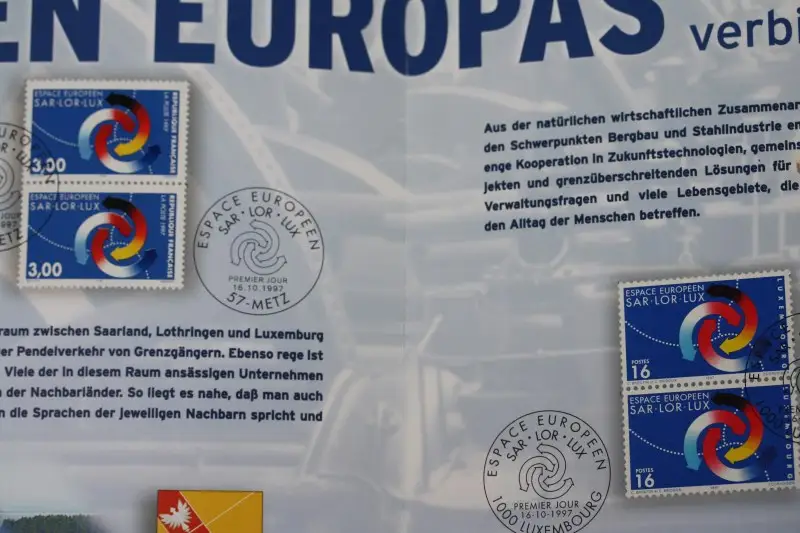 EN EUROPAS verbi
ESPACE EUROPEEN
SAR·LOR·LUX
REPUBLIQUE FRANÇAISE
LA POSTE 1997
3,00
ESPACE EUROPEEN
SAR·LOR·LUX
REPUBLIQUE FRANÇAISE
LA POSTE 1997
3,00
METZ
ESPACE EUROPEEN
SAR·LOR·LUX
PREMIER JOUR
16.10.1997
57-METZ
raum zwischen Saarland, Lothringen und Luxemburg
er Pendelverkehr von Grenzgängern. Ebenso rege ist
Viele der in diesem Raum ansässigen Unternehmen
n der Nachbarländer. So liegt es nahe, daß man auch
n die Sprachen der jeweiligen Nachbarn spricht und
Aus der natürlichen wirtschaftlichen Zusammenar
den Schwerpunkten Bergbau und Stahlindustrie en
enge Kooperation in Zukunftstechnologien, gemeins
jekten und grenzüberschreitenden Lösungen für
Verwaltungsfragen und viele Lebensgebiete, die
den Alltag der Menschen betreffen.
ESPACE EUROPEEN
SAR·LOR·LUX
LUXEMBOURG
POSTES
16
ESPACE EUROPEEN
SAR·LOR·LUX
LUXEMBOURG
POSTES
16
ESPACE EUROPEEN
SAR·LOR·LUX
PREMIER JOUR
16-10-1997
1000 LUXEMBOURG